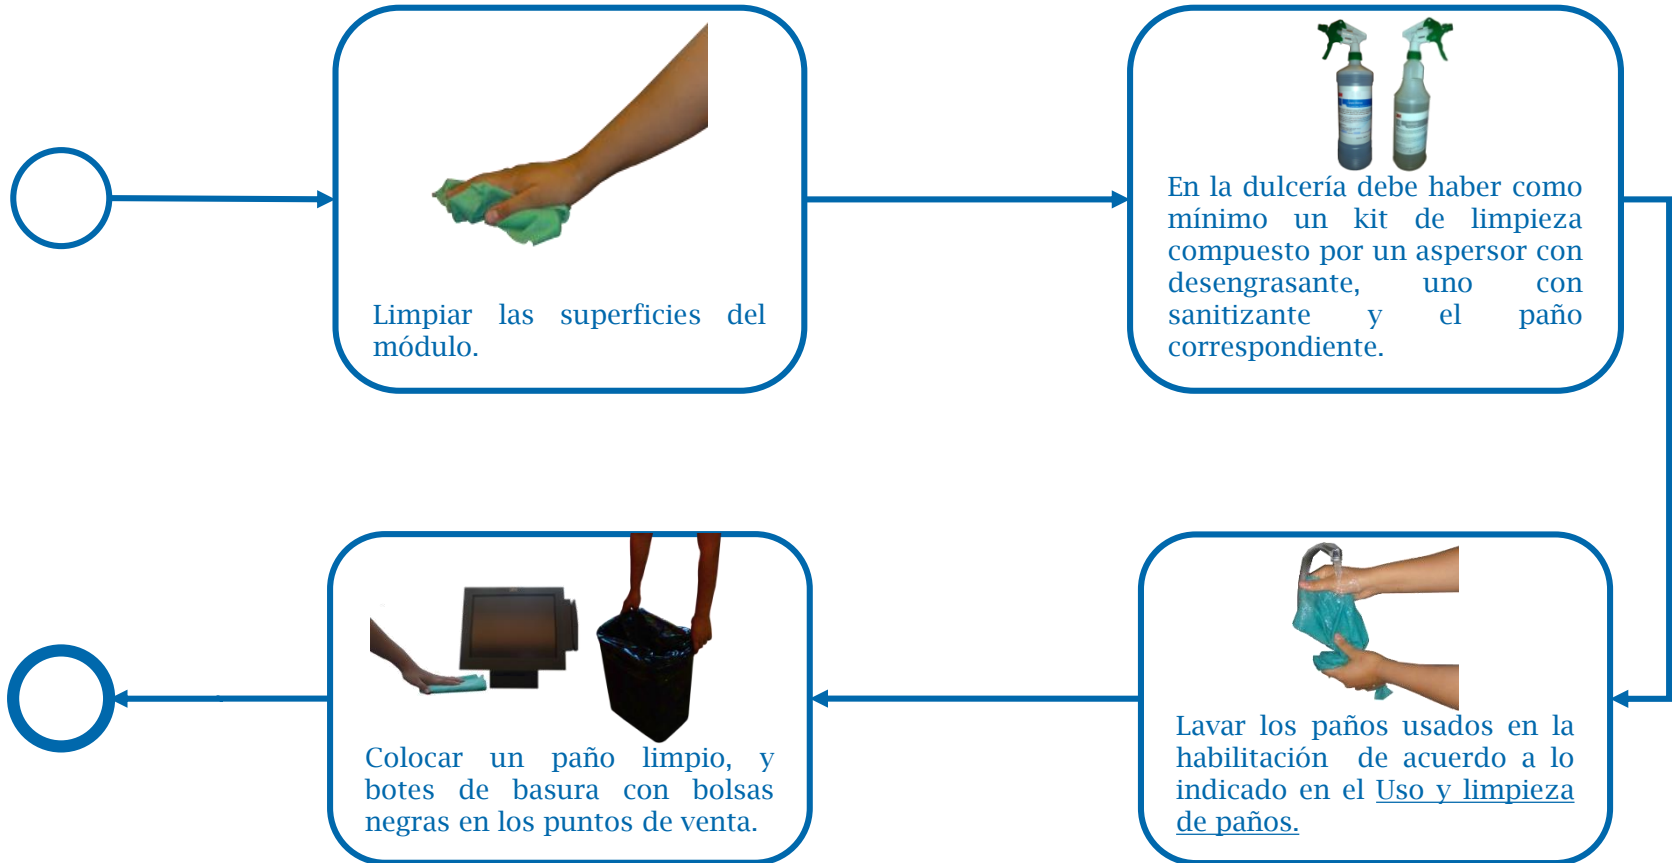 Limpiar las superficies del
módulo.
En la dulcería debe haber como
mínimo un kit de limpieza
compuesto por un aspersor con
desengrasante, uno con
sanitizante y el paño
correspondiente.
Lavar los paños usados en la
habilitación de acuerdo a lo
indicado en el Uso y limpieza
de paños.
Colocar un paño limpio, y
botes de basura con bolsas
negras en los puntos de venta.